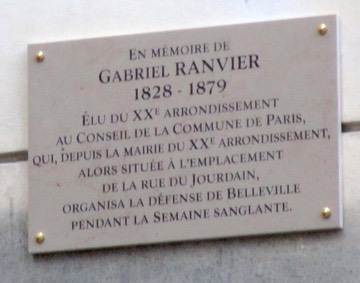 EN MÉMOIRE DE
GABRIEL RANVIER
1828 - 1879
ÉLU DU XXE ARRONDISSEMENT
AU CONSEIL DE LA COMMUNE DE PARIS,
QUI, DEPUIS LA MAIRIE DU XXE ARRONDISSEMENT,
ALORS SITUÉE À L'EMPLACEMENT
DE LA RUE DU JOURDAIN,
ORGANISA LA DÉFENSE DE BELLEVILLE
PENDANT LA SEMAINE SANGLANTE.